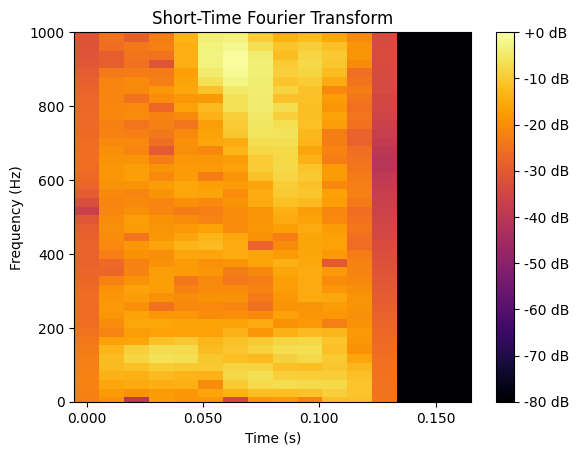 Short-Time Fourier Transform
1000
800
600
400
200
0
Frequency (Hz)
0.000
0.050
0.100
0.150
Time (s)
+0 dB
-10 dB
-20 dB
-30 dB
-40 dB
-50 dB
-60 dB
-70 dB
-80 dB